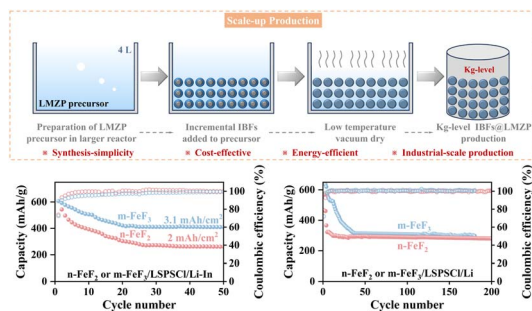 Scale-up Production
4 L
LMZP precursor
Kg-level
Preparation of LMZP
precursor in larger reactor
Incremental IBFs
added to precursor
Low temperature
vacuum dry
Kg-level IBFs@LMZP
production
Synthesis-simplicity
Cost-effective
Energy-efficient
Industrial-scale production
Capacity (mAh/g)
600
400
200
0
m-FeF₃
3.1 mAh/cm²
n-FeF₂
2 mAh/cm²
n-FeF₂ or m-FeF₃/LSPSCl/Li-In
100
80
60
40
20
0
Coulombic efficiency (%)
0 10 20 30 40 50
Cycle number
Capacity (mAh/g)
600
400
200
0
m-FeF₃
n-FeF₂
n-FeF₂ or m-FeF₃/LSPSCl/Li
100
80
60
40
20
0
Coulombic efficiency (%)
0 50 100 150 200
Cycle number